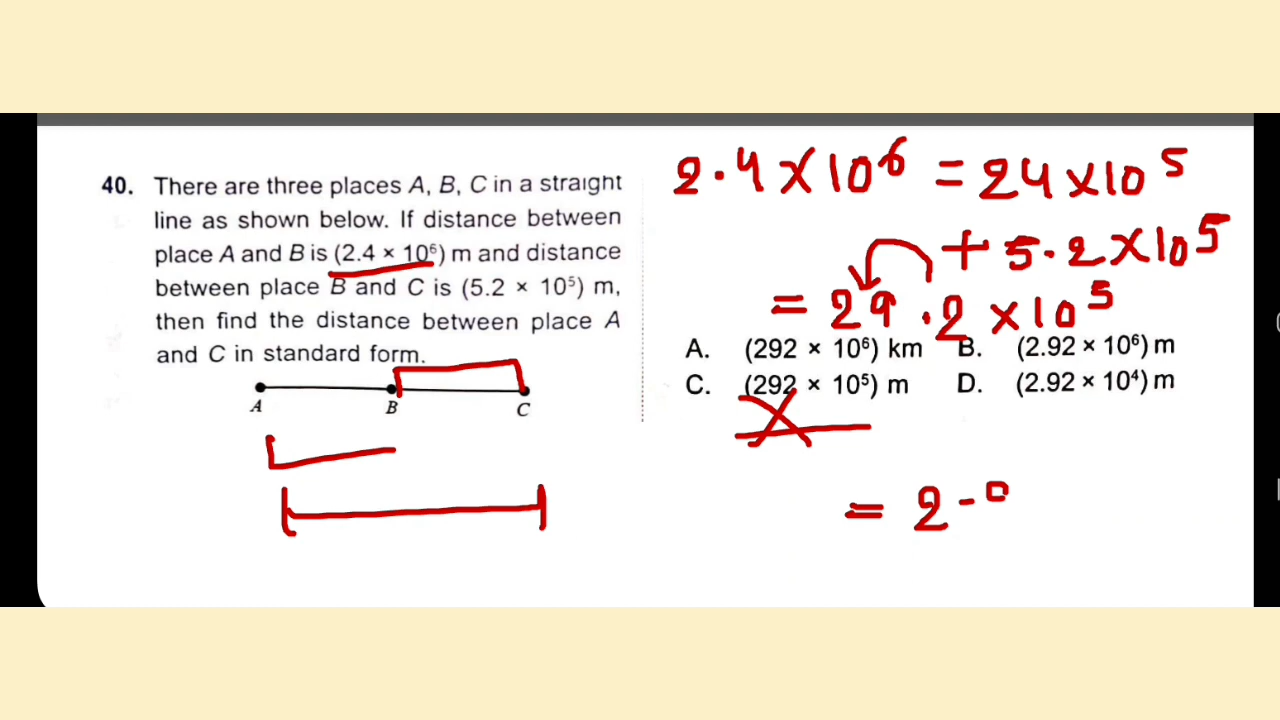 40. There are three places A, B, C in a straight
line as shown below. If distance between
place A and B is (2.4 × 10⁶) m and distance
between place B and C is (5.2 × 10⁵) m,
then find the distance between place A
and C in standard form.
A B C
2.4 × 10⁶ = 24 × 10⁵
+ 5.2 × 10⁵
= 29.2 × 10⁵
A. (292 × 10⁶) km B. (2.92 × 10⁶) m
C. (292 × 10⁵) m D. (2.92 × 10⁴) m
= 2.